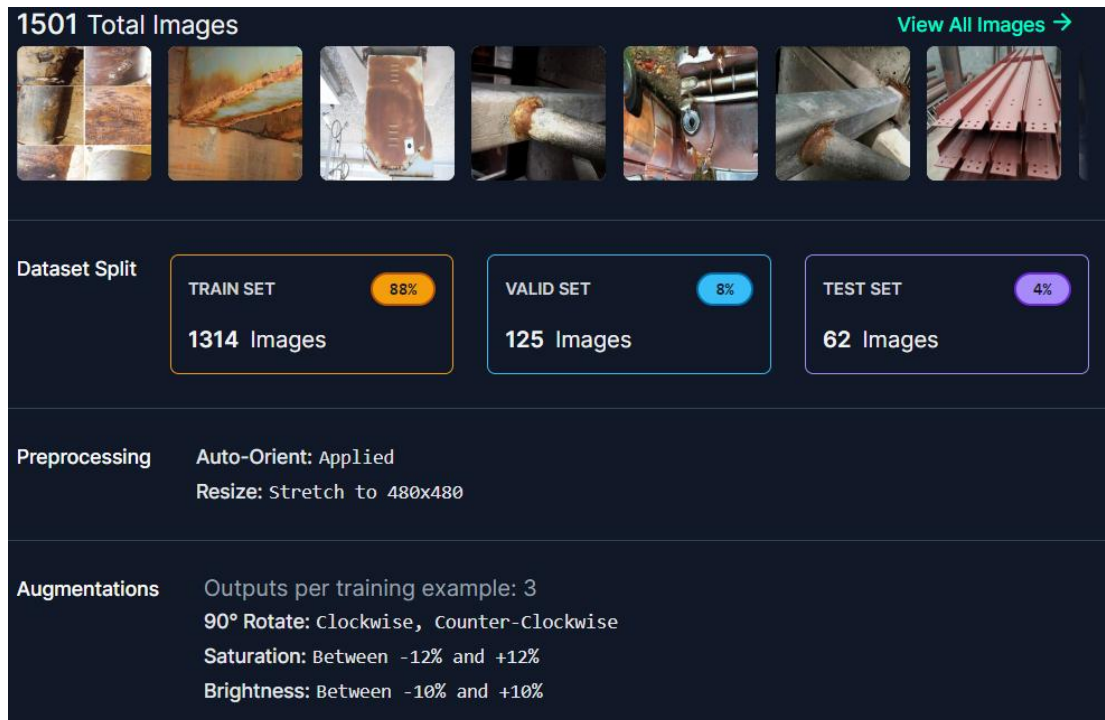 1501 Total Images
View All Images →
Dataset Split
TRAIN SET
88%
1314 Images
VALID SET
8%
125 Images
TEST SET
4%
62 Images
Preprocessing
Auto-Orient: Applied
Resize: Stretch to 480x480
Augmentations
Outputs per training example: 3
90° Rotate: Clockwise, Counter-Clockwise
Saturation: Between -12% and +12%
Brightness: Between -10% and +10%